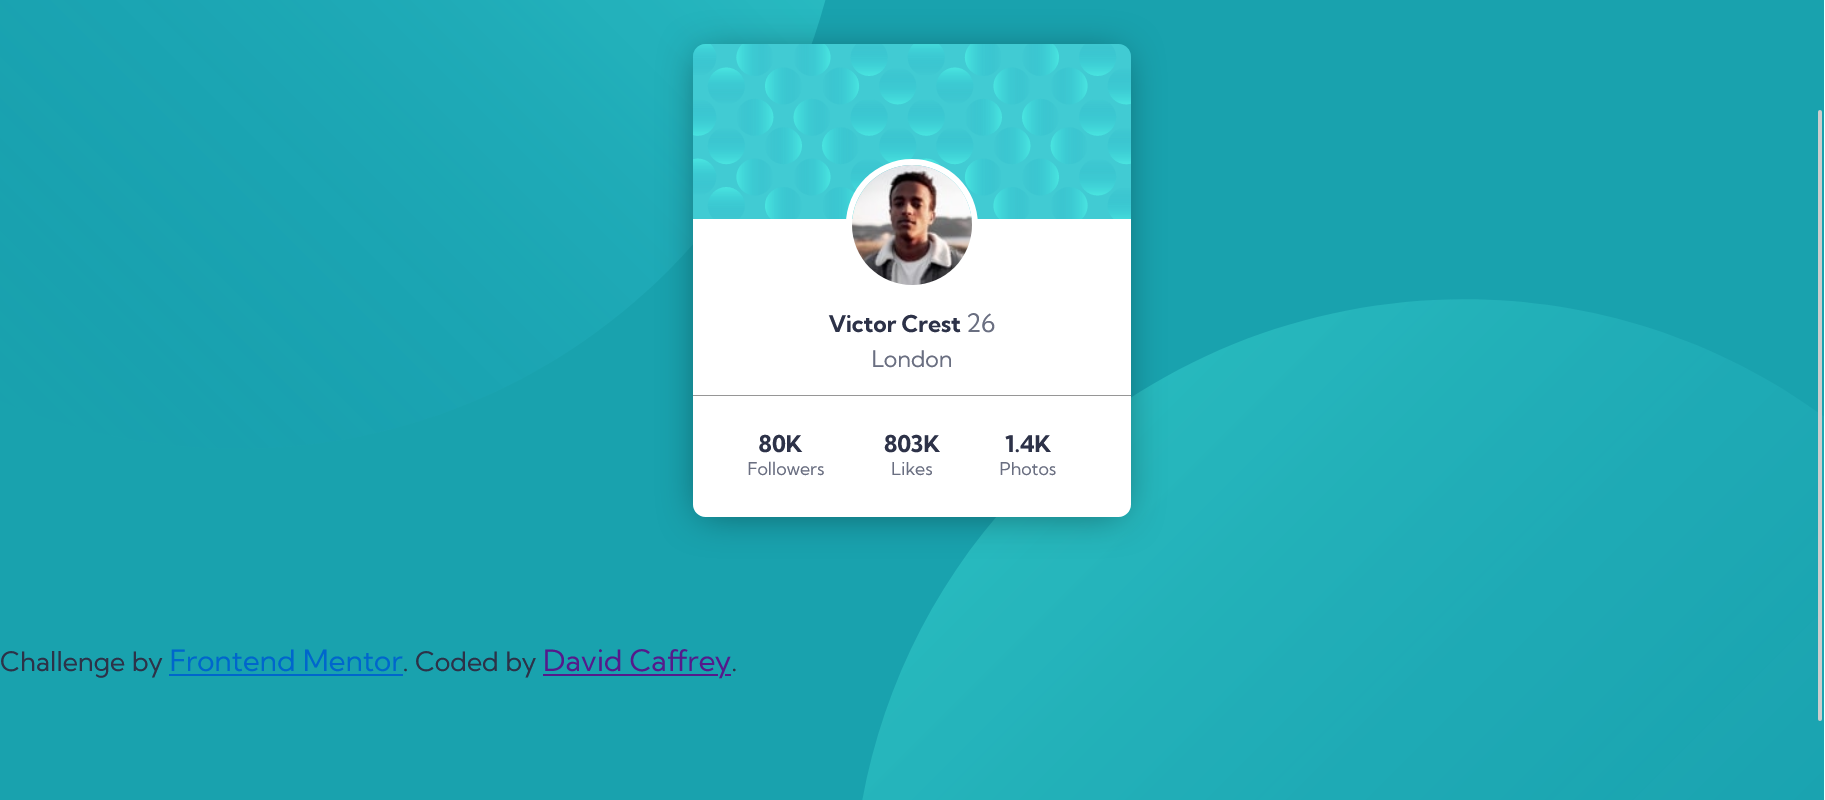 Victor Crest 26
London
80K 803K 1.4K
Followers Likes Photos
Challenge by Frontend Mentor. Coded by David Caffrey.